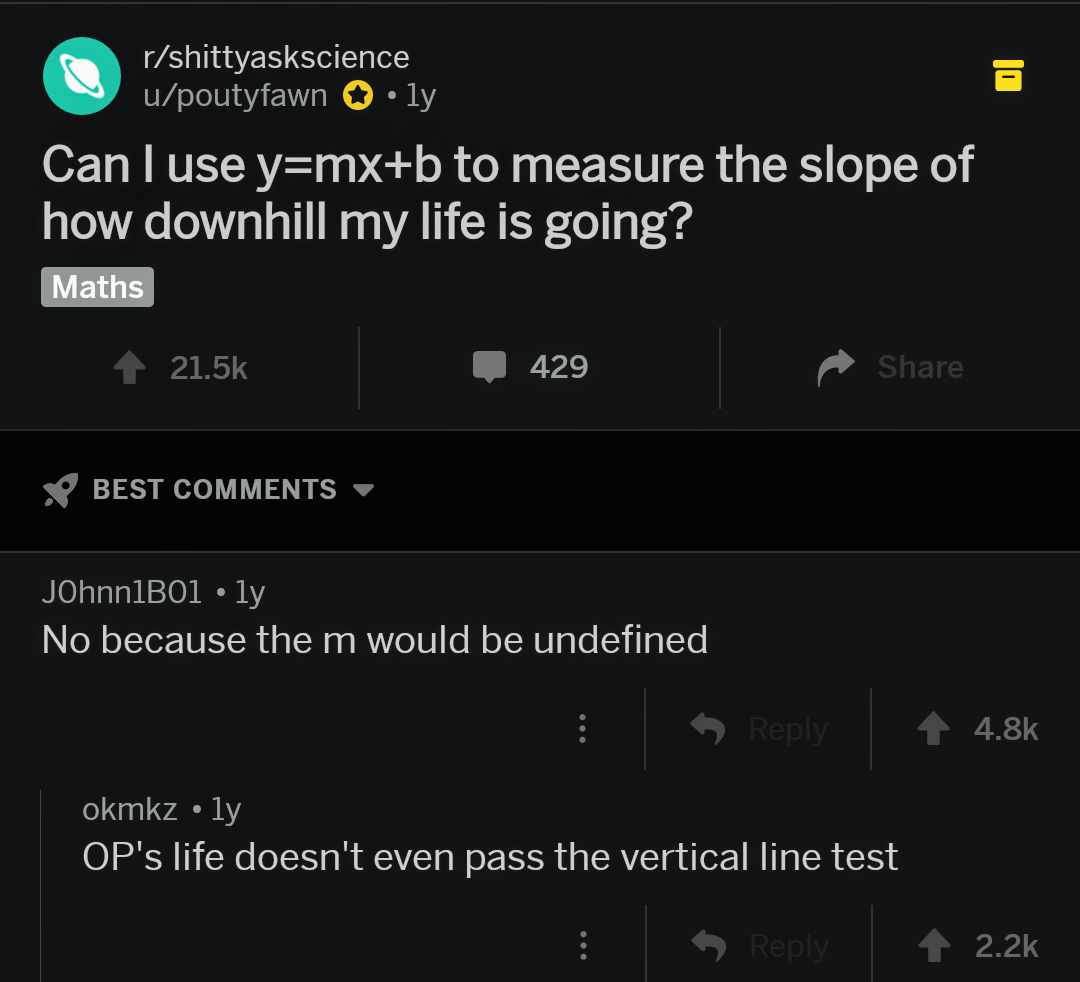 r/shittyaskscience
u/poutyfawn • 1y
Can I use y=mx+b to measure the slope of
how downhill my life is going?
Maths
21.5k 429 Share
BEST COMMENTS
J0hnn1B01 • 1y
No because the m would be undefined
Reply 4.8k
okmkz • 1y
OP's life doesn't even pass the vertical line test
Reply 2.2k